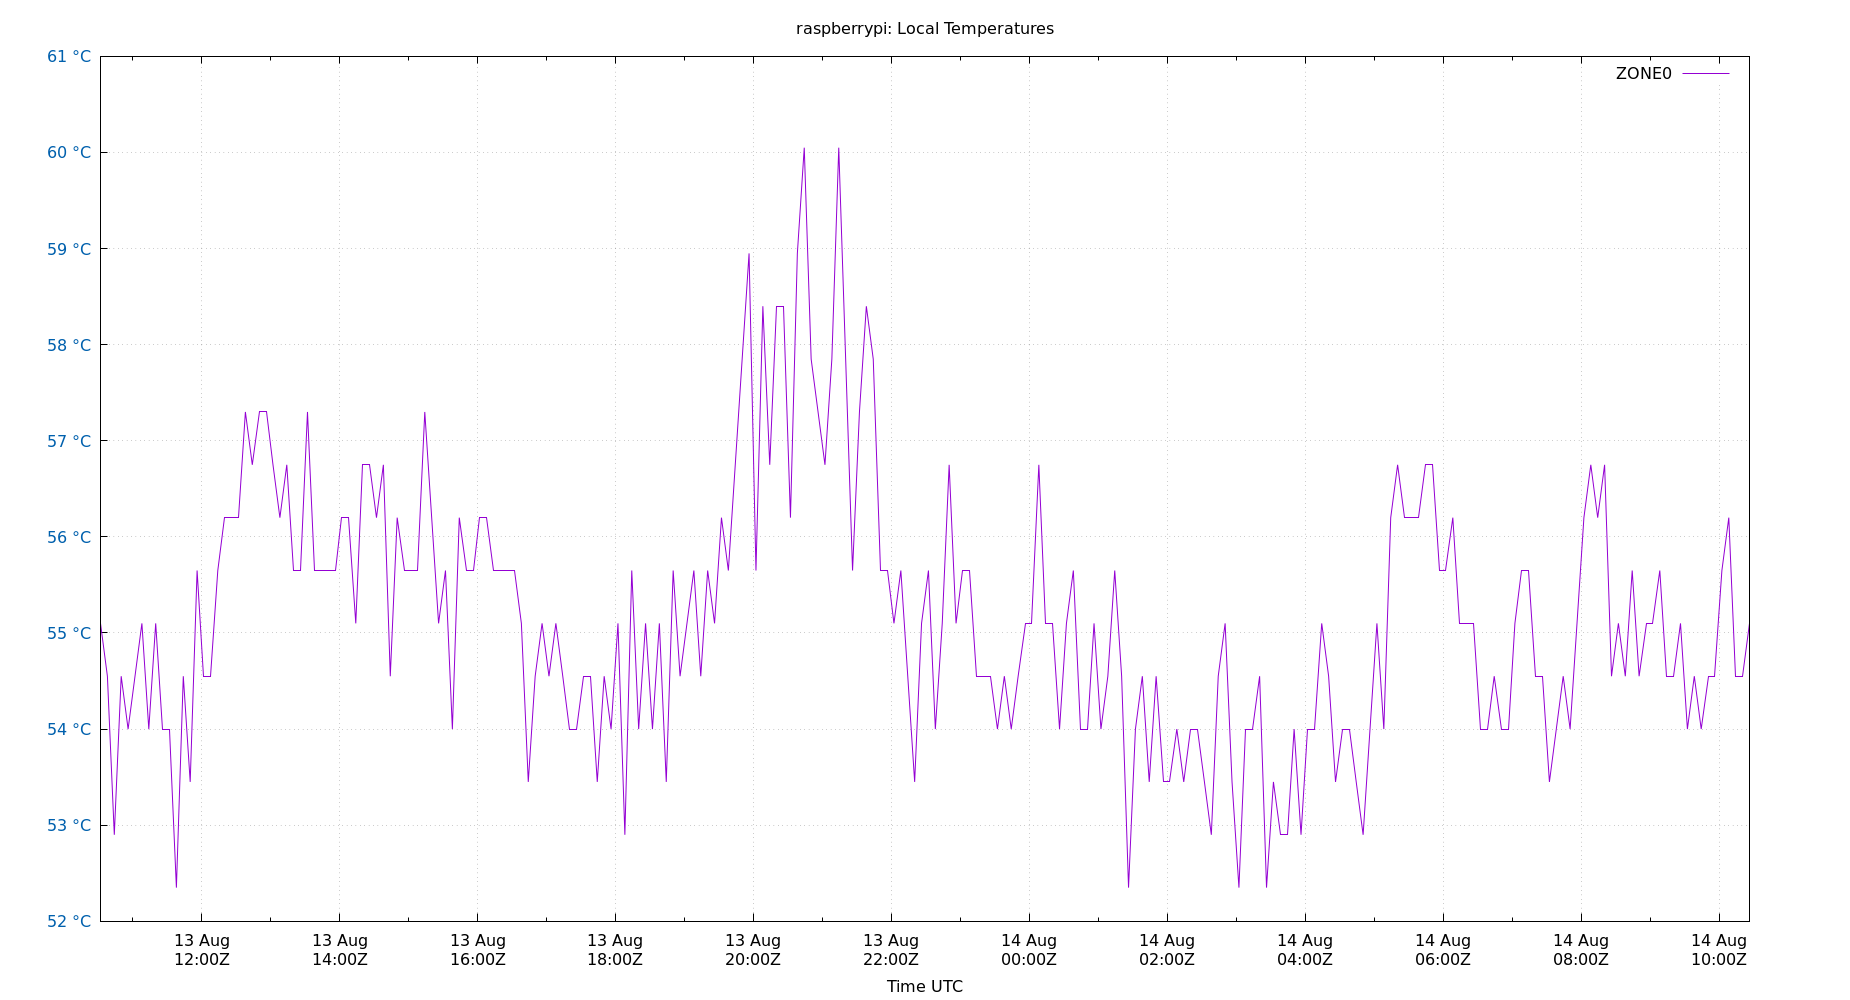 raspberrypi: Local Temperatures
61 °C
ZONE0
60 °C
59 °C
58 °C
57 °C
56 °C
55 °C
54 °C
53 °C
52 °C
13 Aug 13 Aug 13 Aug 13 Aug 13 Aug 13 Aug 14 Aug 14 Aug 14 Aug 14 Aug 14 Aug 14 Aug
12:00Z 14:00Z 16:00Z 18:00Z 20:00Z 22:00Z 00:00Z 02:00Z 04:00Z 06:00Z 08:00Z 10:00Z
Time UTC